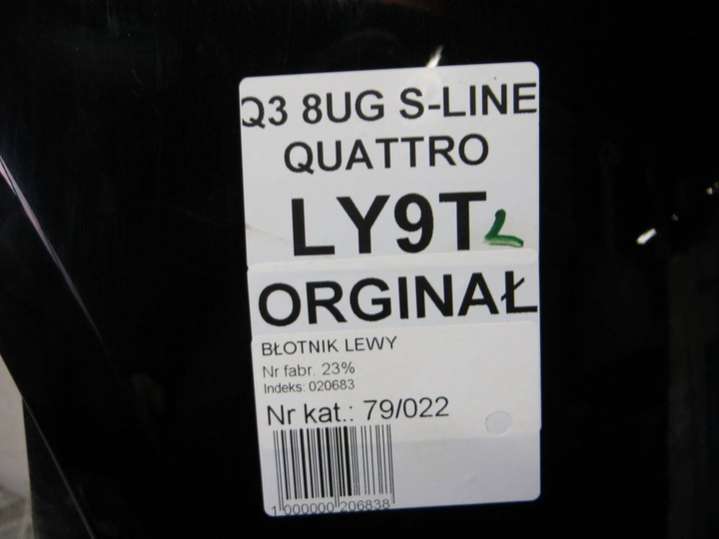 Q3 8UG S-LINE
QUATTRO
LY9T L
ORGINAŁ
BŁOTNIK LEWY
Nr fabr. 23%
Indeks: 020683
Nr kat.: 79/022
1 000000 206838